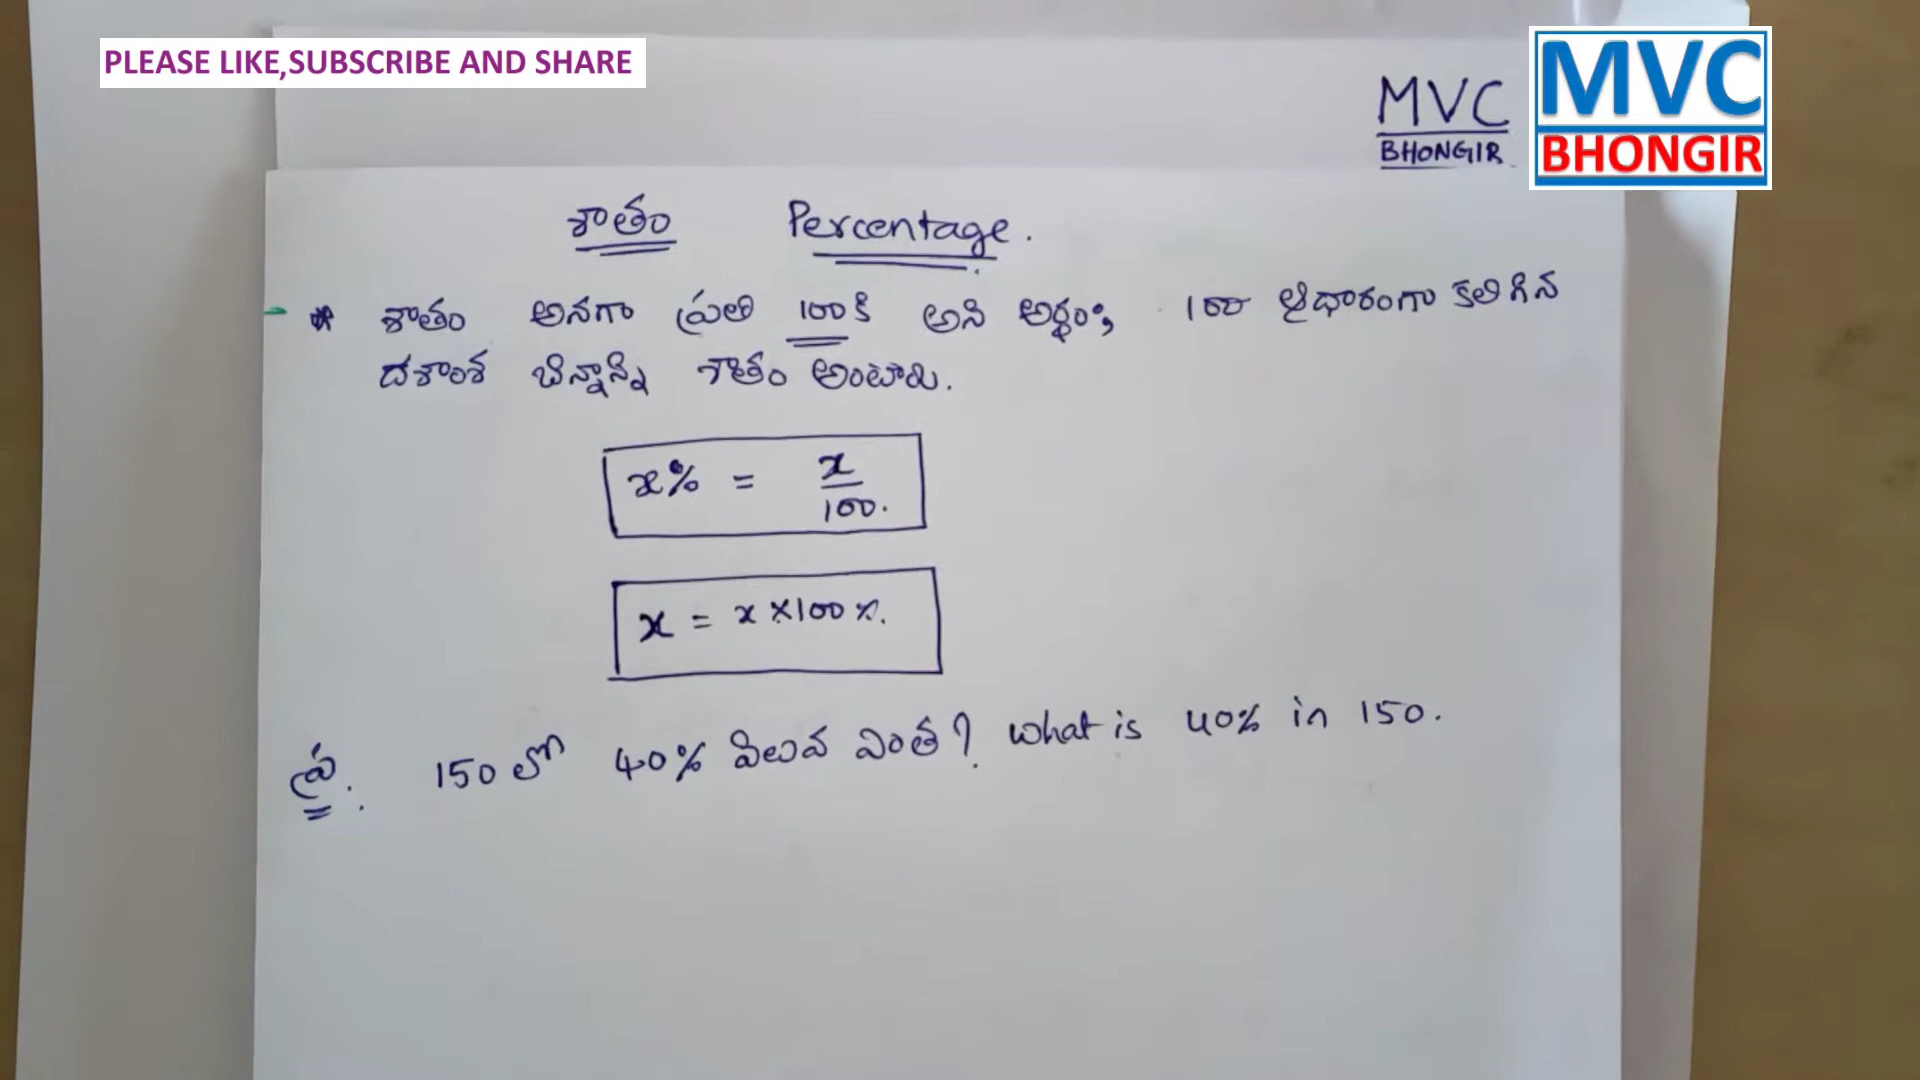 PLEASE LIKE,SUBSCRIBE AND SHARE
MVC
BHONGIR
MVC
BHONGIR
శాతం Percentage.
* శాతం అనగా ప్రతి 100కి అని అర్థం; 100 ఆధారంగా కలిగిన
దశాంశ భిన్నాన్ని శాతం అంటారు.
x% = x/100.
x = x × 100 %.
ప్ర. 150 లో 40% విలువ ఎంత? what is 40% in 150.